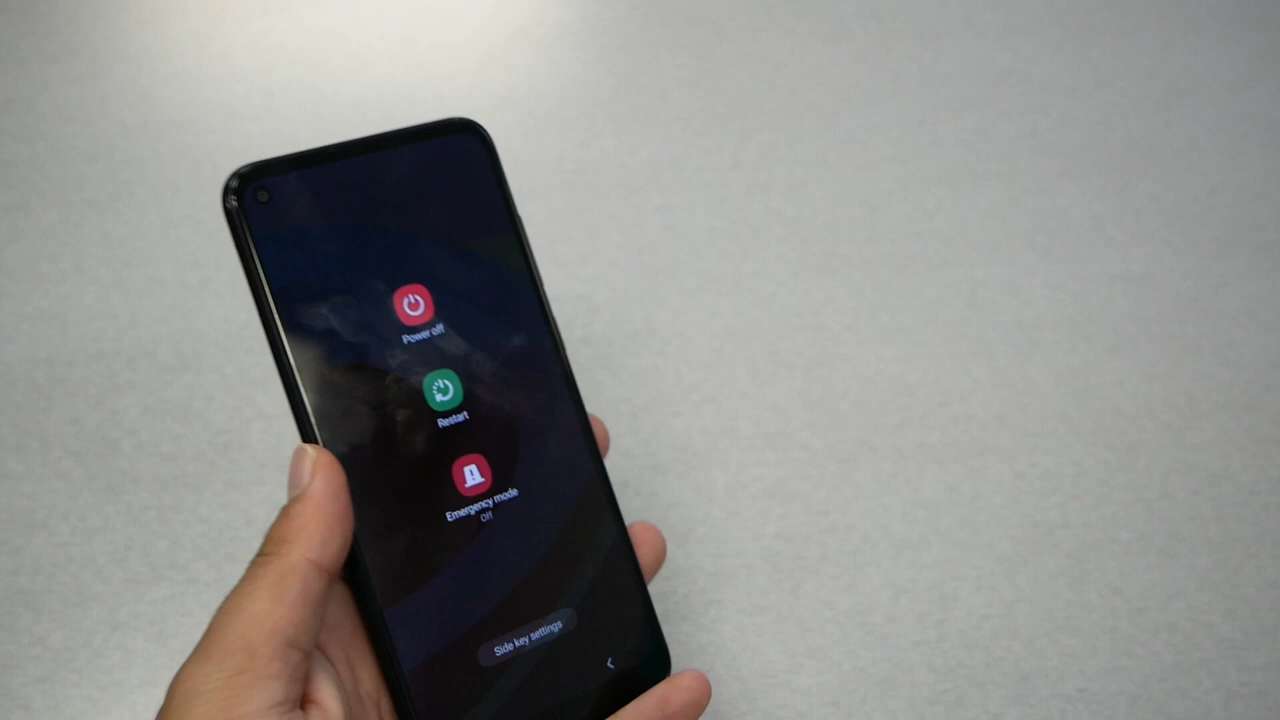 Power off
Restart
Emergency mode
Off
Side key settings